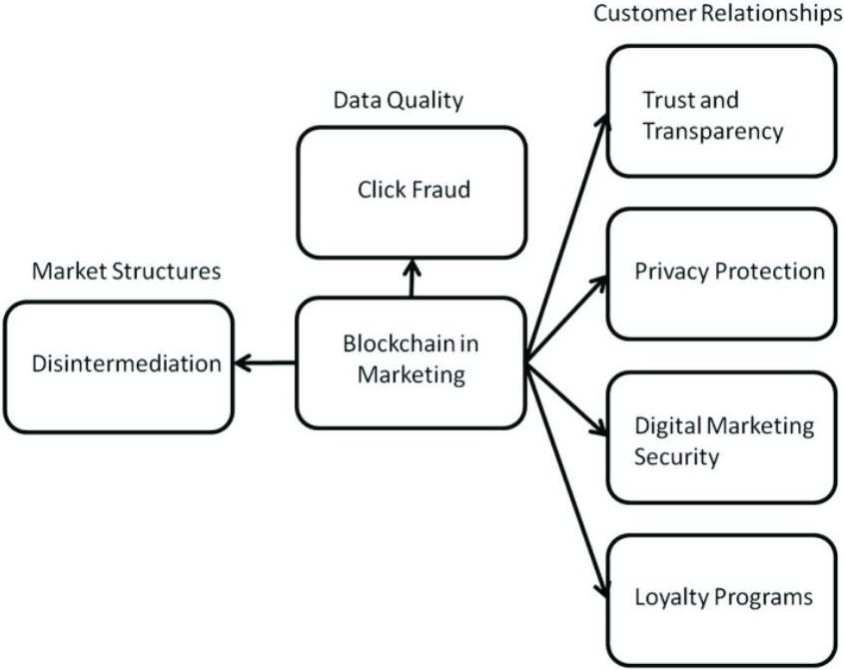 Customer Relationships
Trust and
Transparency
Data Quality
Click Fraud
Privacy Protection
Market Structures
Disintermediation
Blockchain in
Marketing
Digital Marketing
Security
Loyalty Programs